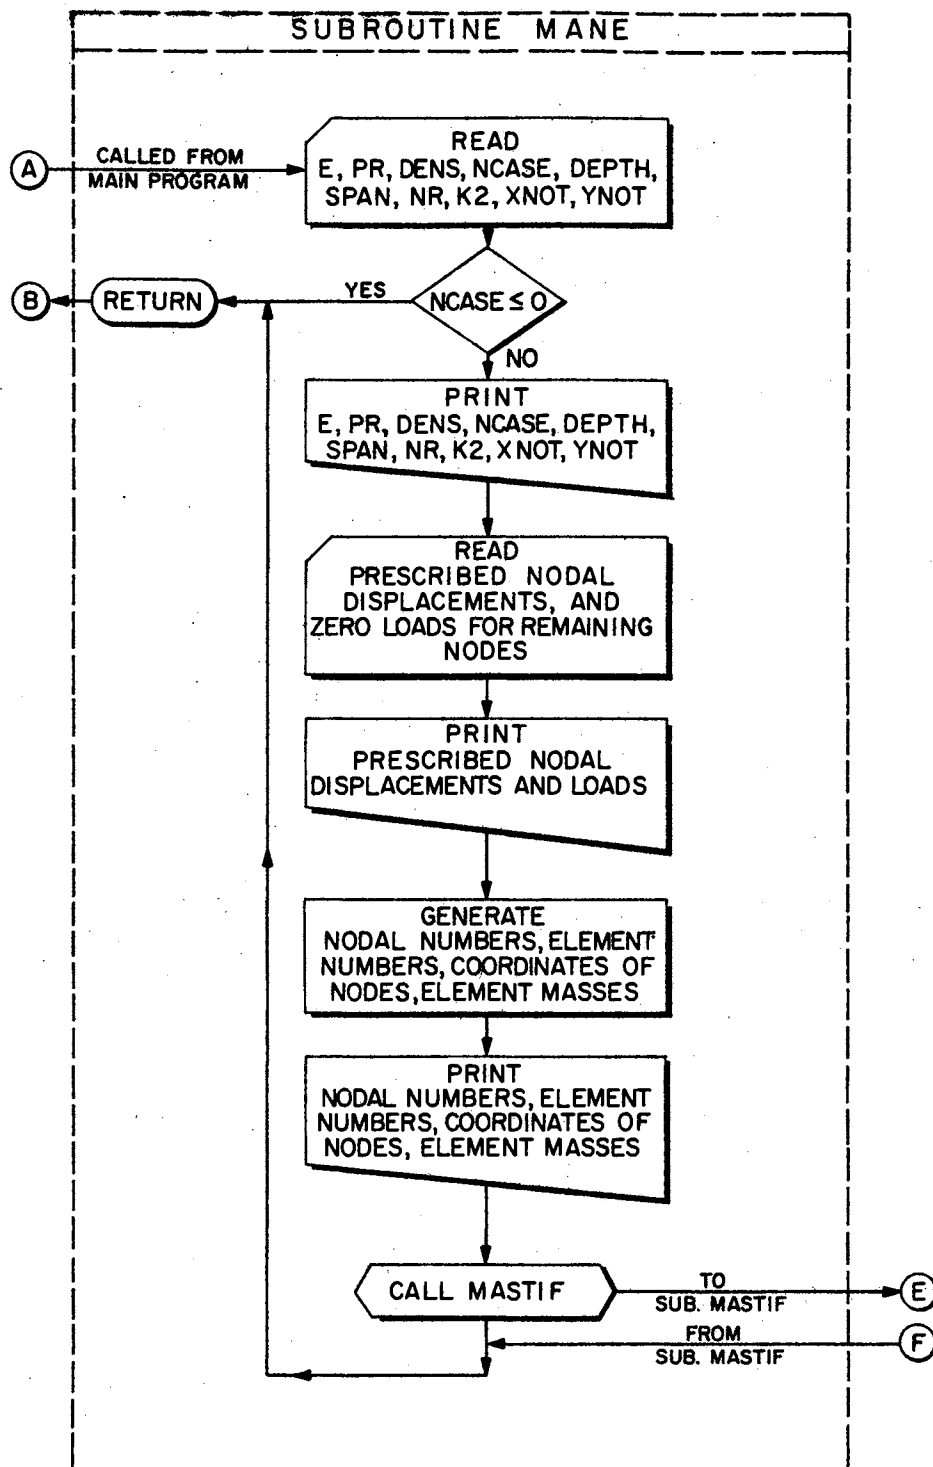 SUBROUTINE MANE
READ
E, PR, DENS, NCASE, DEPTH,
SPAN, NR, K2, XNOT, YNOT
A
CALLED FROM
MAIN PROGRAM
B
RETURN
YES
NCASE ≤ 0
NO
PRINT
E, PR, DENS, NCASE, DEPTH,
SPAN, NR, K2, XNOT, YNOT
READ
PRESCRIBED NODAL
DISPLACEMENTS, AND
ZERO LOADS FOR REMAINING
NODES
PRINT
PRESCRIBED NODAL
DISPLACEMENTS AND LOADS
GENERATE
NODAL NUMBERS, ELEMENT
NUMBERS, COORDINATES OF
NODES, ELEMENT MASSES
PRINT
NODAL NUMBERS, ELEMENT
NUMBERS, COORDINATES OF
NODES, ELEMENT MASSES
CALL MASTIF
TO
SUB. MASTIF
E
FROM
SUB. MASTIF
F